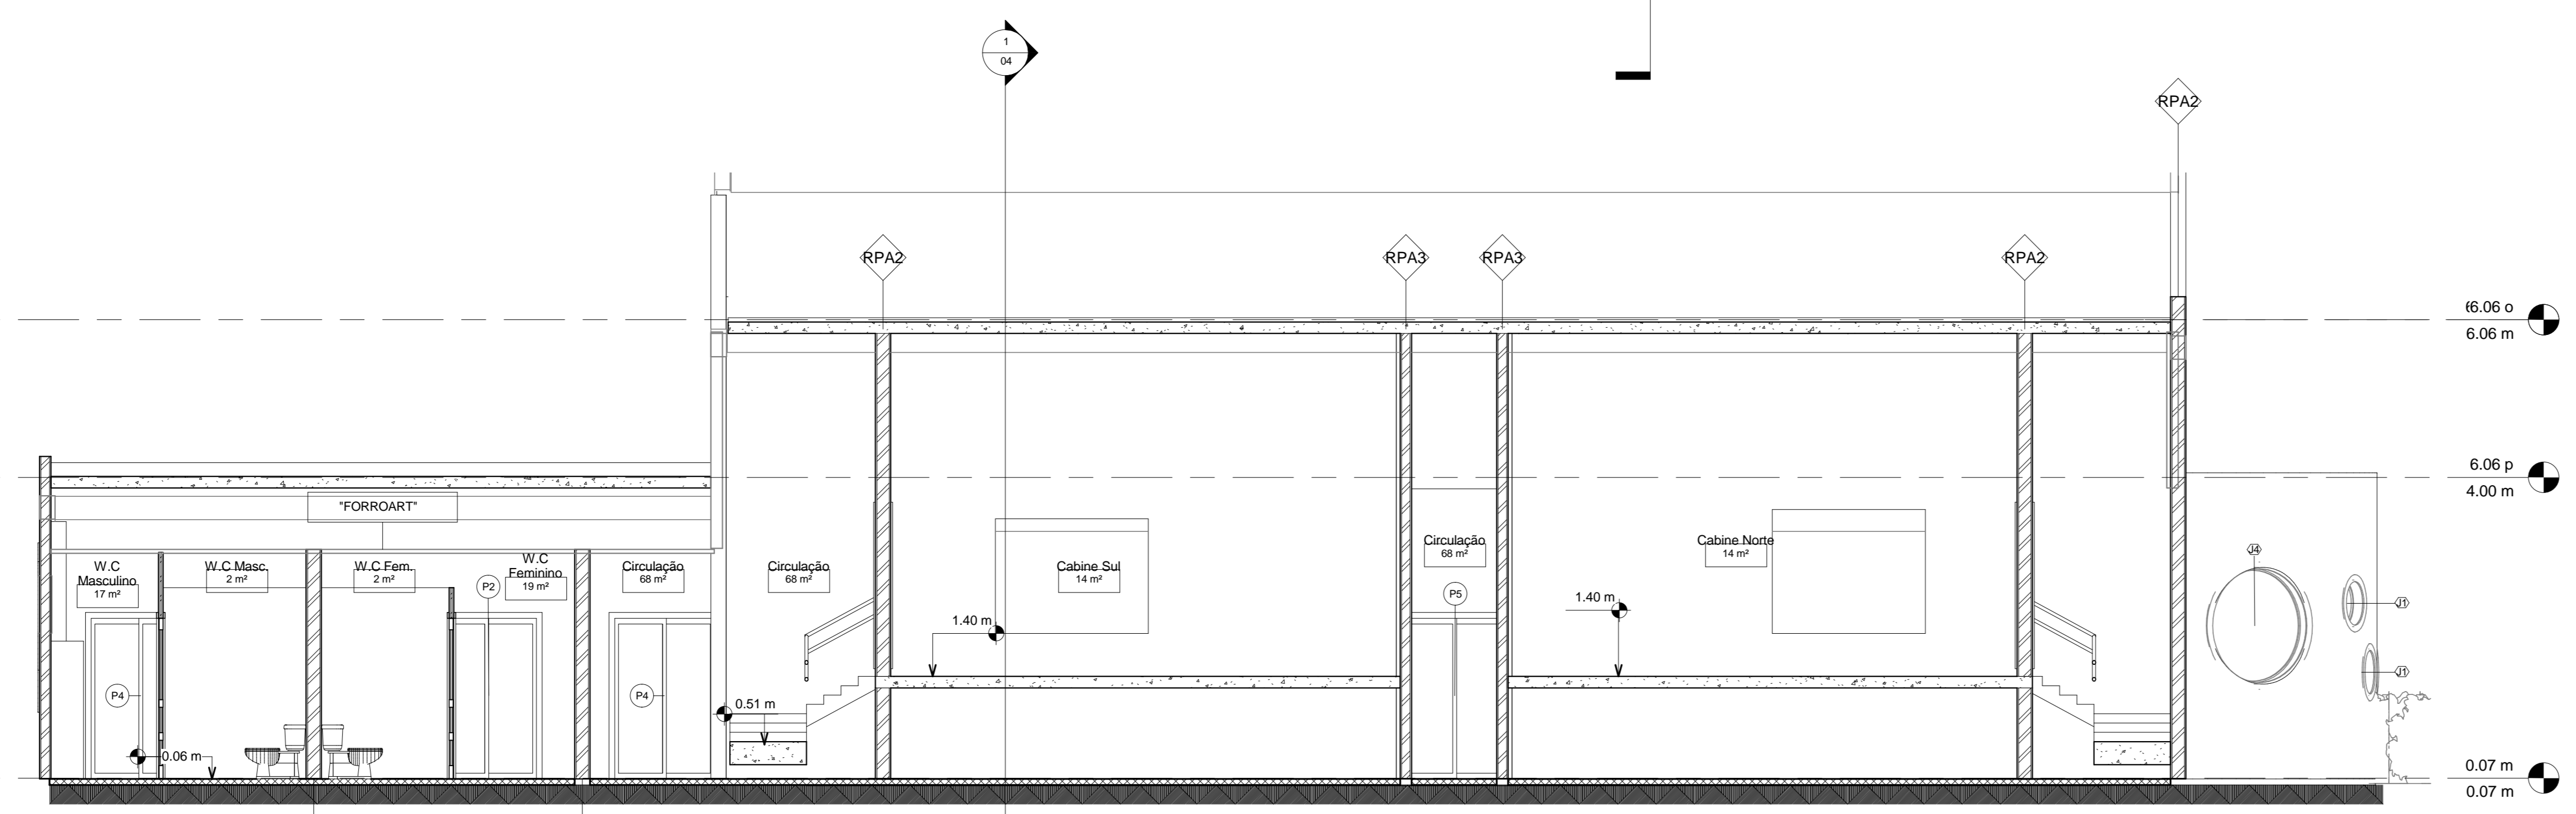 1
04
RPA2
RPA2
RPA3
RPA3
RPA2
6.06 o
6.06 m
6.06 p
4.00 m
"FORROART"
W.C
Masculino
17 m²
W.C Masc.
2 m²
W.C Fem.
2 m²
P2
W.C
Feminino
19 m²
Circulação
68 m²
Circulação
68 m²
Cabine Sul
14 m²
Circulação
68 m²
Cabine Norte
14 m²
J4
J1
P5
1.40 m
1.40 m
J1
P4
P4
0.51 m
0.06 m
0.07 m
0.07 m